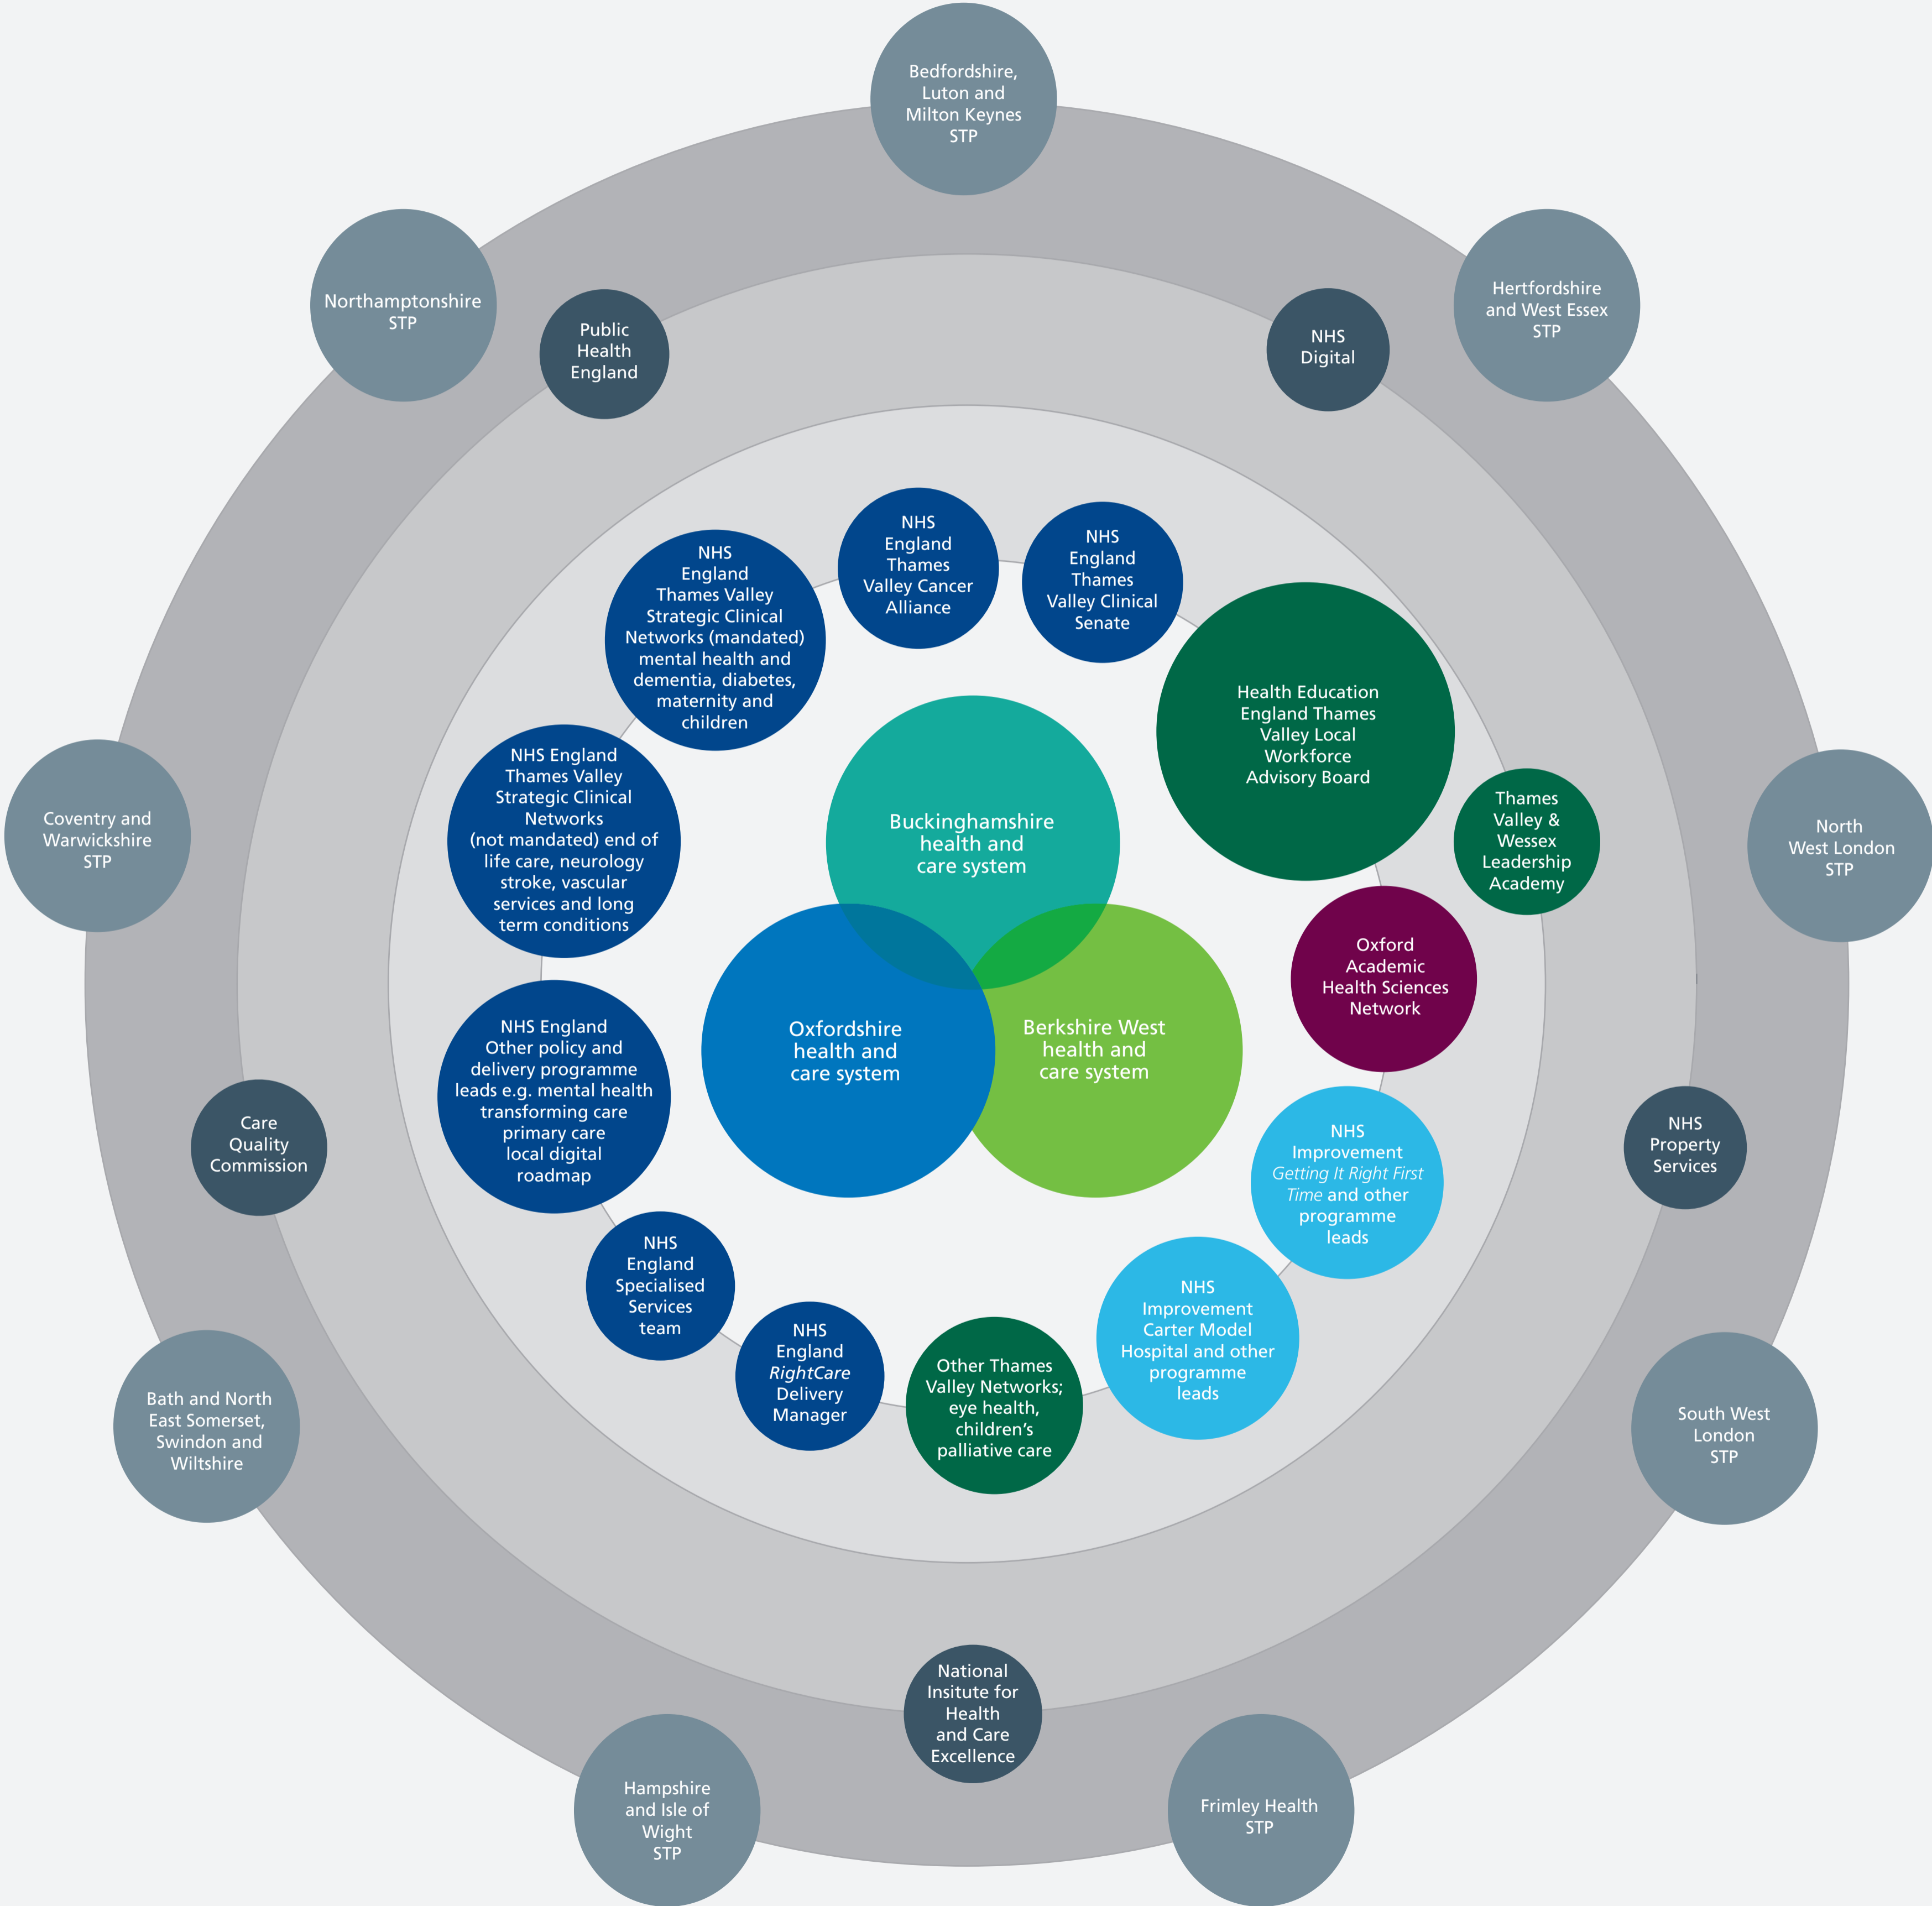 Bedfordshire,
Luton and
Milton Keynes
STP
Northamptonshire
STP
Hertfordshire
and West Essex
STP
Public
Health
England
NHS
Digital
NHS
England
Thames Valley
Strategic Clinical
Networks (mandated)
mental health and
dementia, diabetes,
maternity and
children
NHS
England
Thames
Valley Cancer
Alliance
NHS
England
Thames
Valley Clinical
Senate
Health Education
England Thames
Valley Local
Workforce
Advisory Board
NHS England
Thames Valley
Strategic Clinical
Networks
(not mandated) end of
life care, neurology
stroke, vascular
services and long
term conditions
Coventry and
Warwickshire
STP
Buckinghamshire
health and
care system
Thames
Valley &
Wessex
Leadership
Academy
North
West London
STP
Oxford
Academic
Health Sciences
Network
Oxfordshire
health and
care system
Berkshire West
health and
care system
NHS England
Other policy and
delivery programme
leads e.g. mental health
transforming care
primary care
local digital
roadmap
Care
Quality
Commission
NHS
Improvement
Getting It Right First
Time and other
programme
leads
NHS
Property
Services
NHS
England
Specialised
Services
team
NHS
England
RightCare
Delivery
Manager
Other Thames
Valley Networks;
eye health,
children’s
palliative care
NHS
Improvement
Carter Model
Hospital and other
programme
leads
Bath and North
East Somerset,
Swindon and
Wiltshire
South West
London
STP
National
Insitute for
Health
and Care
Excellence
Hampshire
and Isle of
Wight
STP
Frimley Health
STP